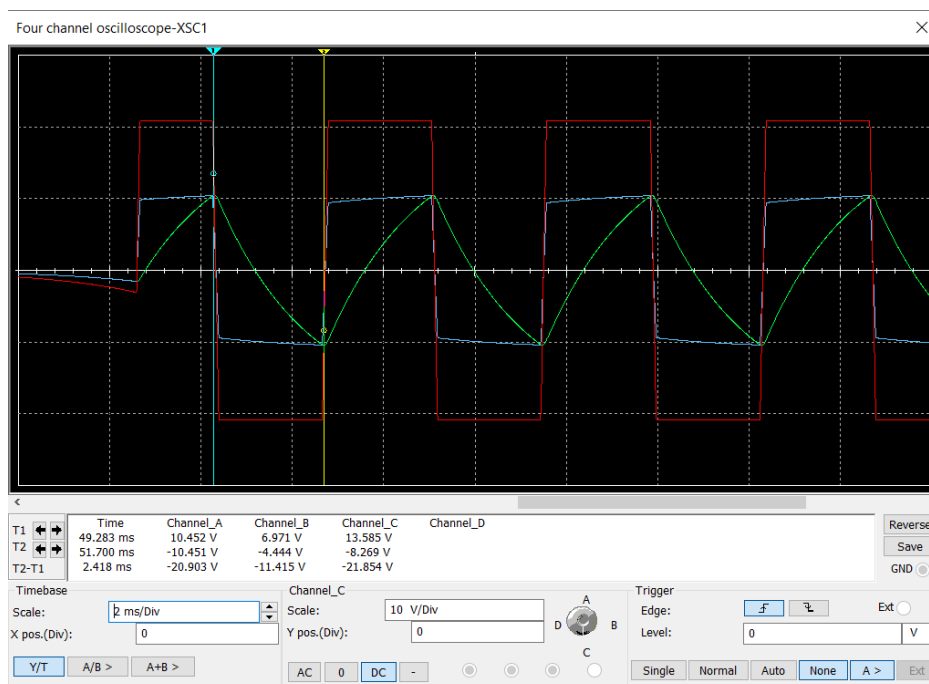 Four channel oscilloscope-XSC1
1 2
Time Channel_A Channel_B Channel_C Channel_D
T1 49.283 ms 10.452 V 6.971 V 13.585 V
T2 51.700 ms -10.451 V -4.444 V -8.269 V
T2-T1 2.418 ms -20.903 V -11.415 V -21.854 V
Reverse
Save
GND
Timebase
Scale: 2 ms/Div
X pos.(Div): 0
Y/T A/B > A+B >
Channel_C
Scale: 10 V/Div
Y pos.(Div): 0
AC 0 DC -
A
D B
C
Trigger
Edge: Ext
Level: 0 V
Single Normal Auto None A > Ext